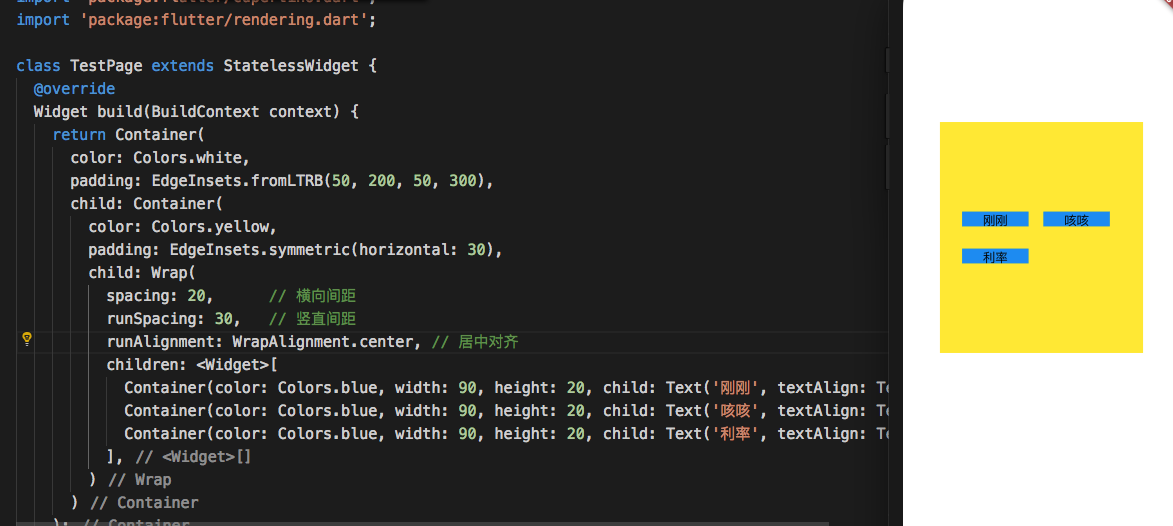 import 'package:flutter/cupertino.dart';
import 'package:flutter/rendering.dart';
class TestPage extends StatelessWidget {
@override
Widget build(BuildContext context) {
return Container(
color: Colors.white,
padding: EdgeInsets.fromLTRB(50, 200, 50, 300),
child: Container(
color: Colors.yellow,
padding: EdgeInsets.symmetric(horizontal: 30),
child: Wrap(
spacing: 20, // 横向间距
runSpacing: 30, // 竖直间距
runAlignment: WrapAlignment.center, // 居中对齐
children: <Widget>[
Container(color: Colors.blue, width: 90, height: 20, child: Text('刚刚', textAlign: Te
Container(color: Colors.blue, width: 90, height: 20, child: Text('咳咳', textAlign: Te
Container(color: Colors.blue, width: 90, height: 20, child: Text('利率', textAlign: Te
], // <Widget>[]
) // Wrap
) // Container
); // Container
刚刚 咳咳
利率